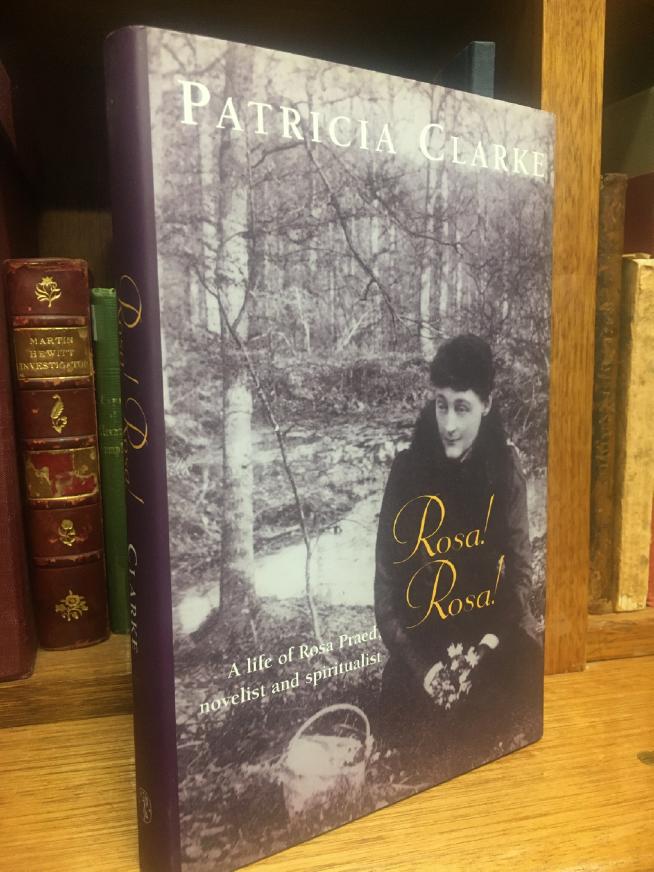 PATRICIA CLARKE
Rosa!
Rosa!
A life of Rosa Praed,
novelist and spiritualist
Rosa! Rosa! CLARKE
MARTIN
HEWITT
INVESTIGATOR